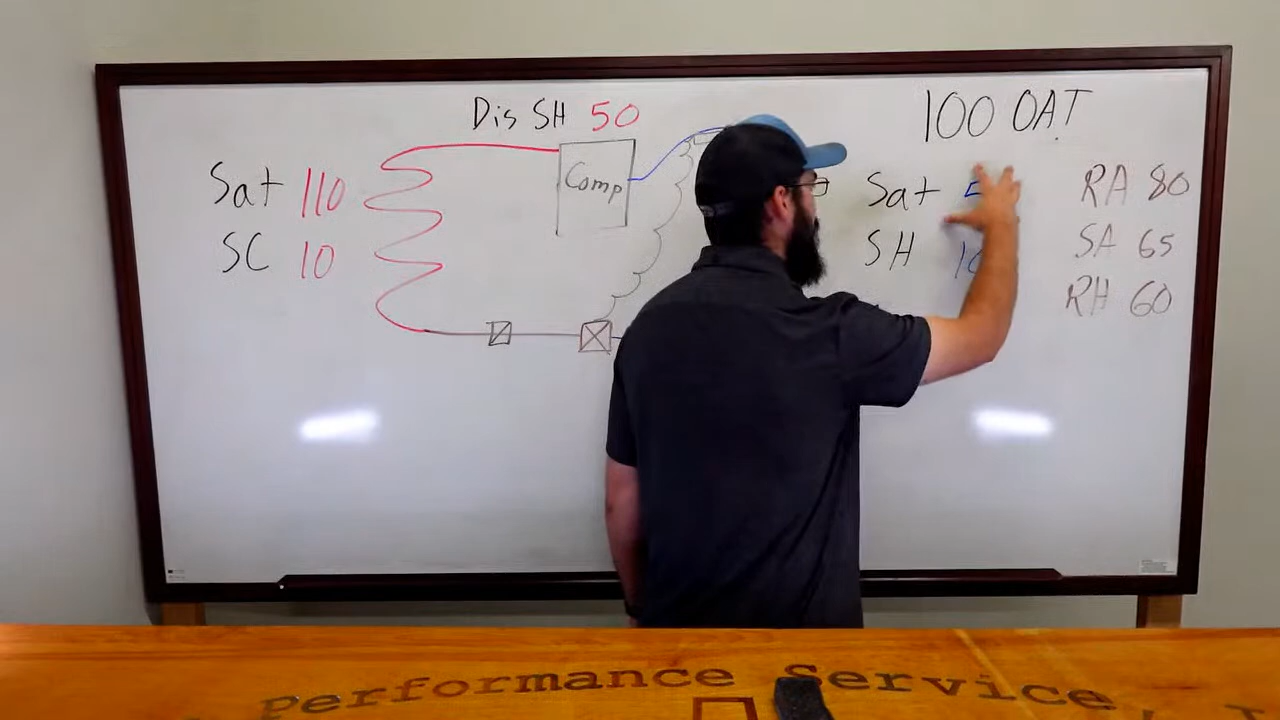 100 OAT
Dis SH 50
Sat 110
SC 10
Comp
Sat
SH
RA 80
SA 65
RH 60
Performance Service,